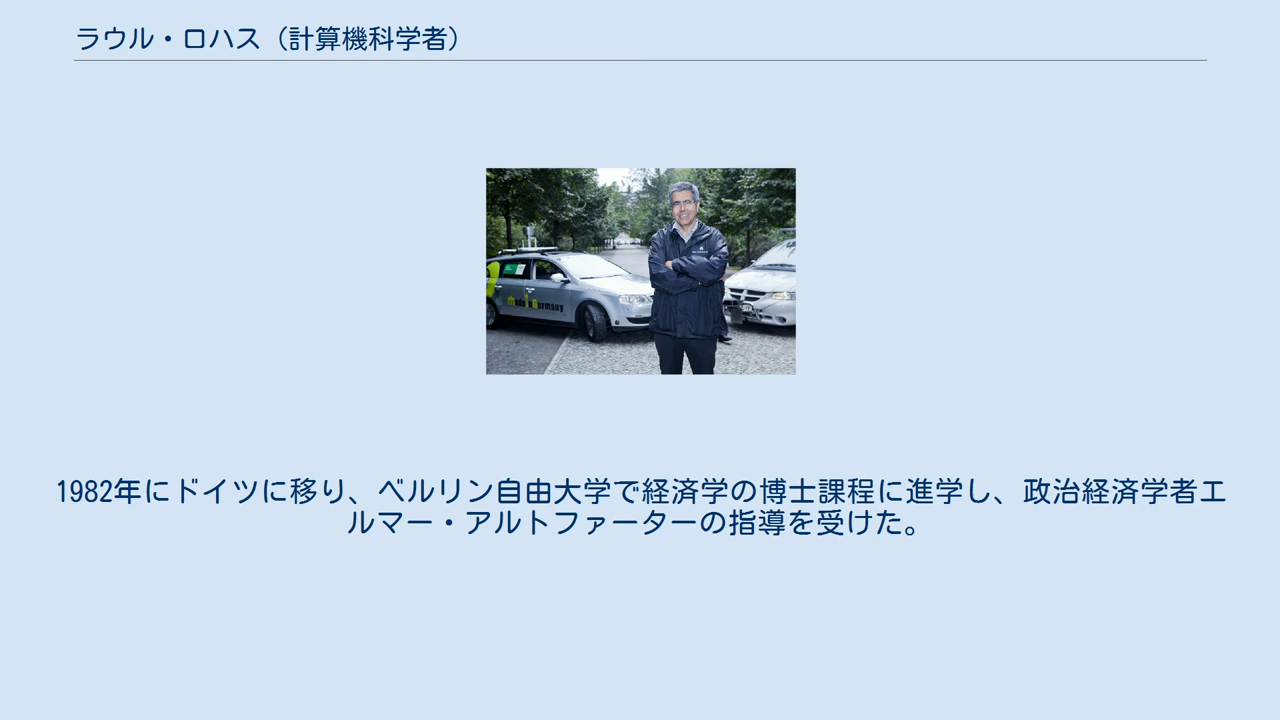 ラウル・ロハス（計算機科学者）
made in Germany
1982年にドイツに移り、ベルリン自由大学で経済学の博士課程に進学し、政治経済学者エ
ルマー・アルトファーターの指導を受けた。